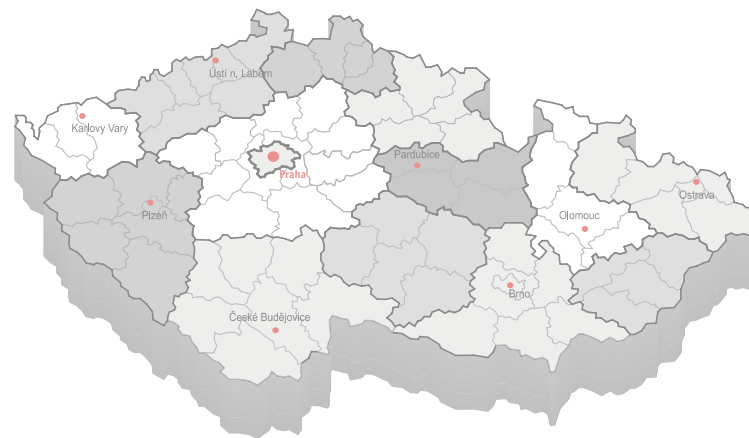 Ústí n, Labem
Karlovy Vary
Pardubice
Praha
Ostrava
Plzeň
Olomouc
Brno
České Budějovice